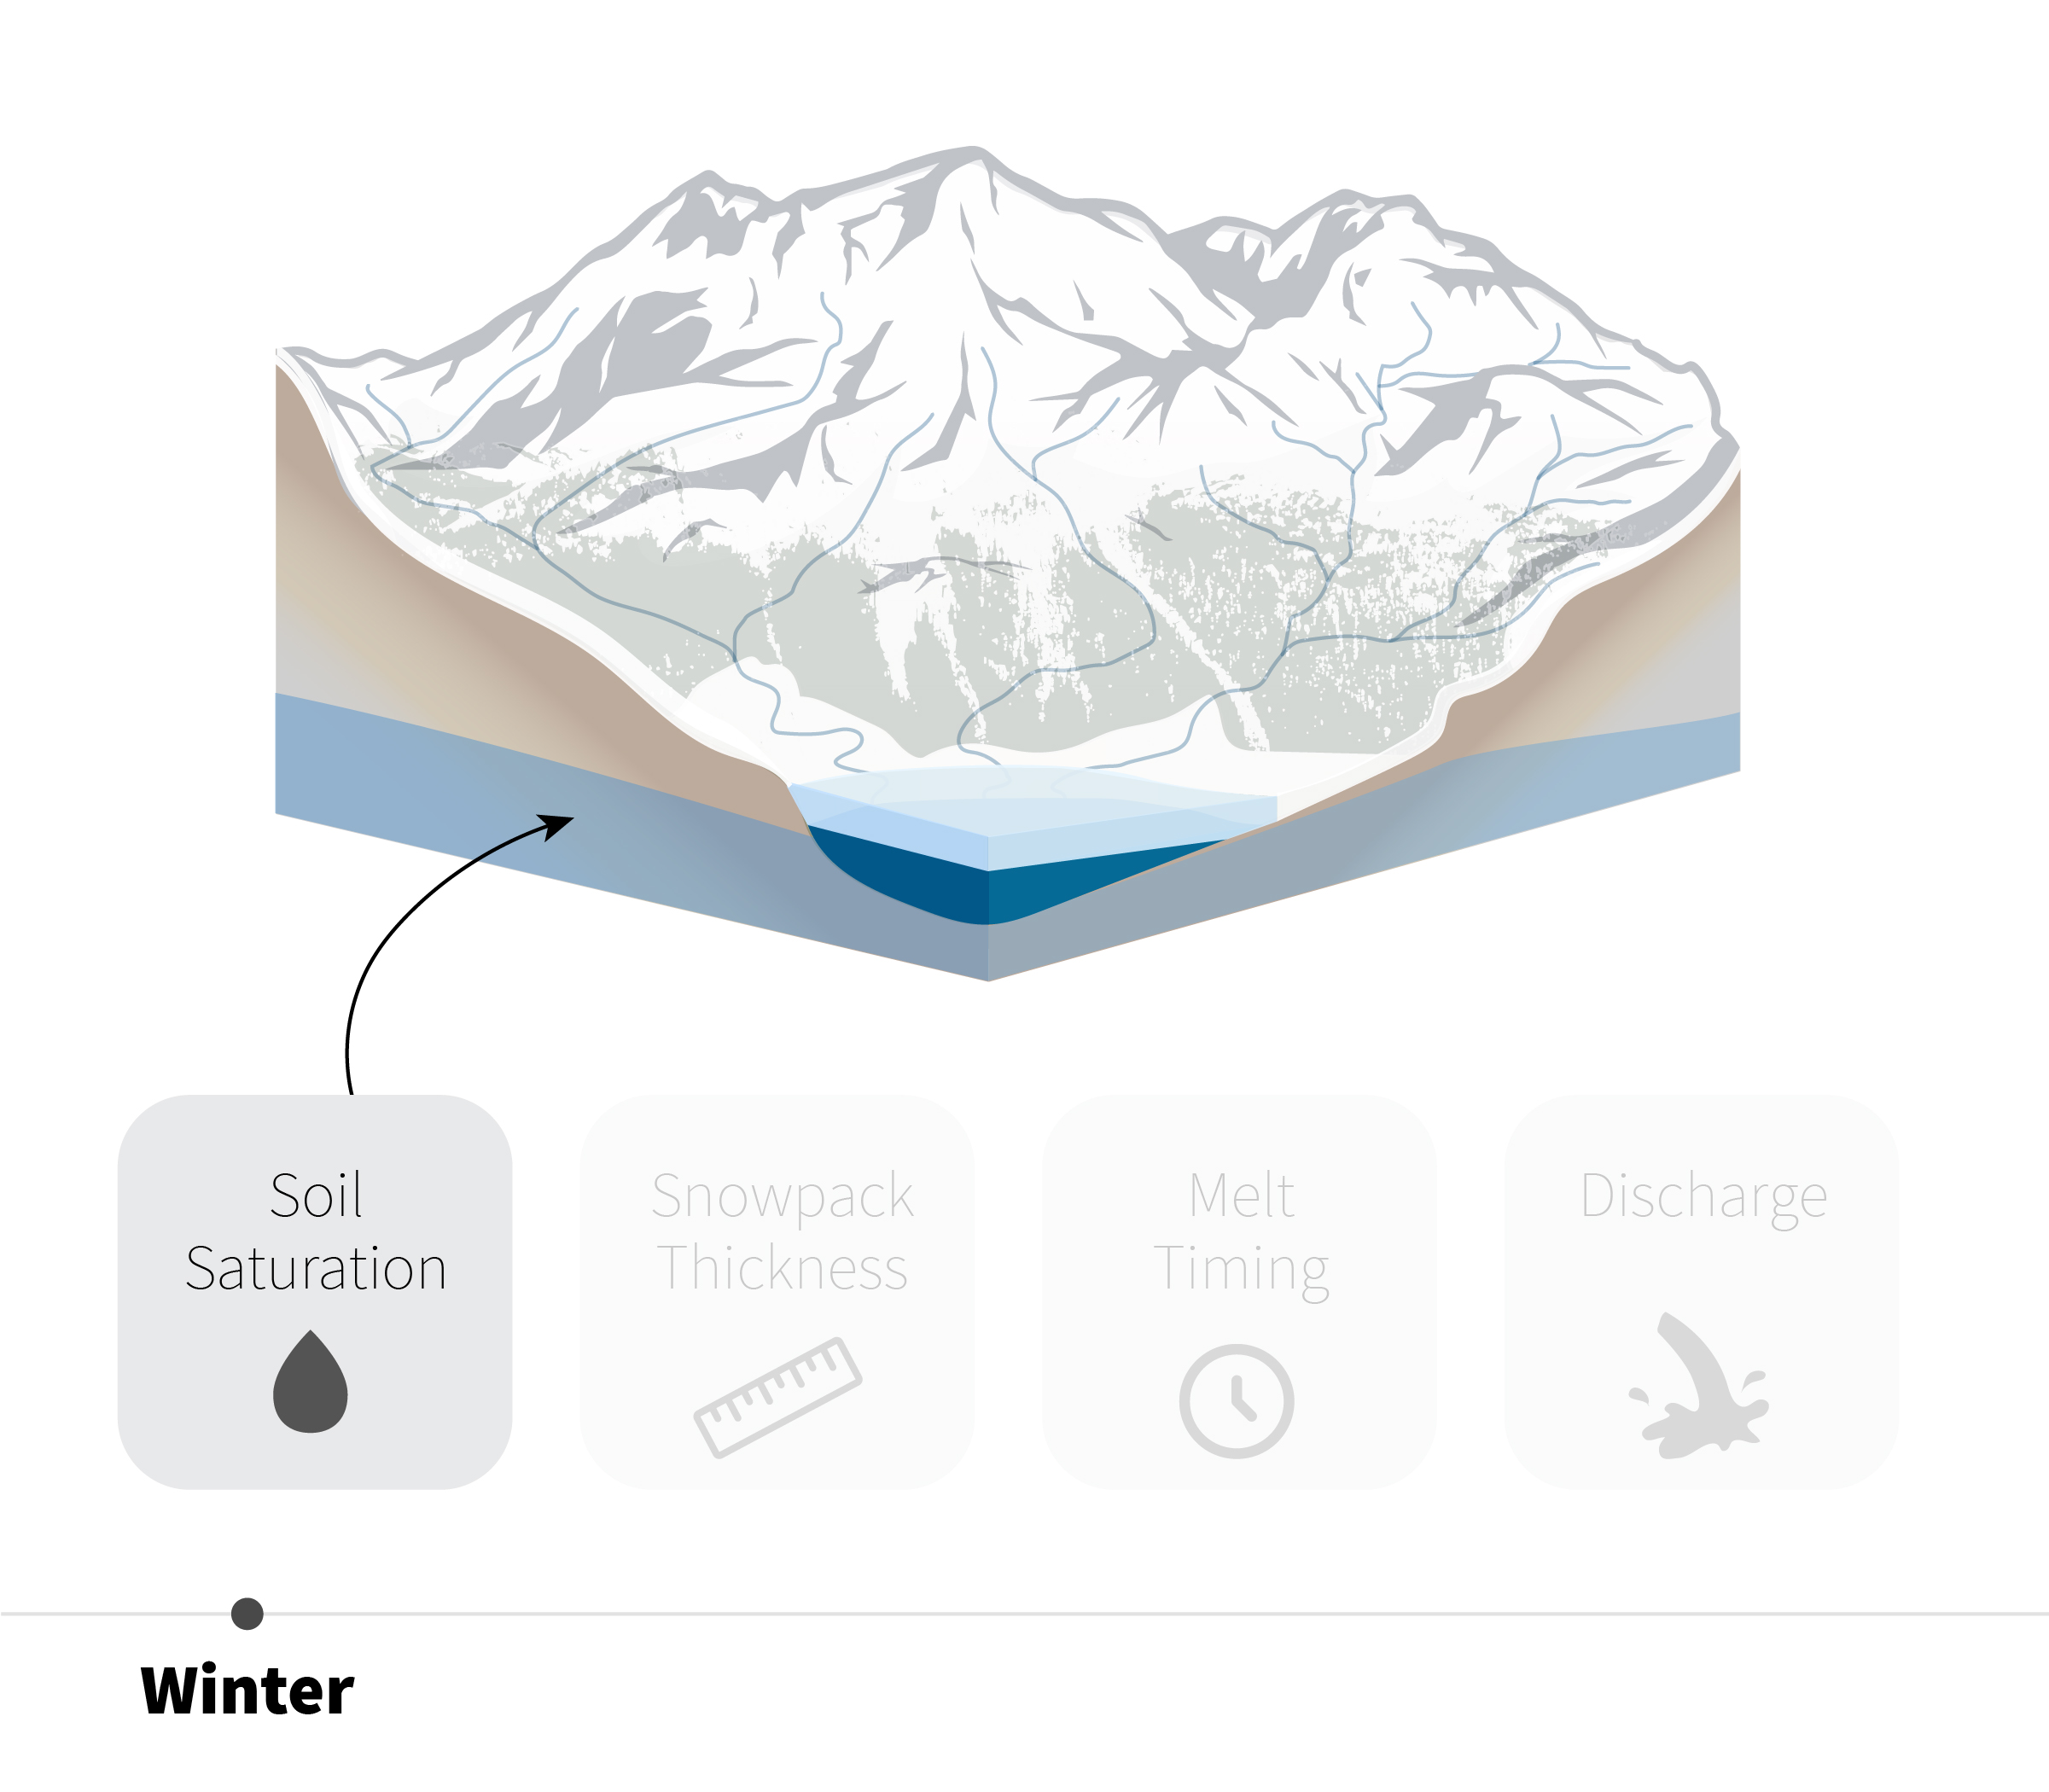 Soil
Saturation
Snowpack
Thickness
Melt
Timing
Discharge
Winter